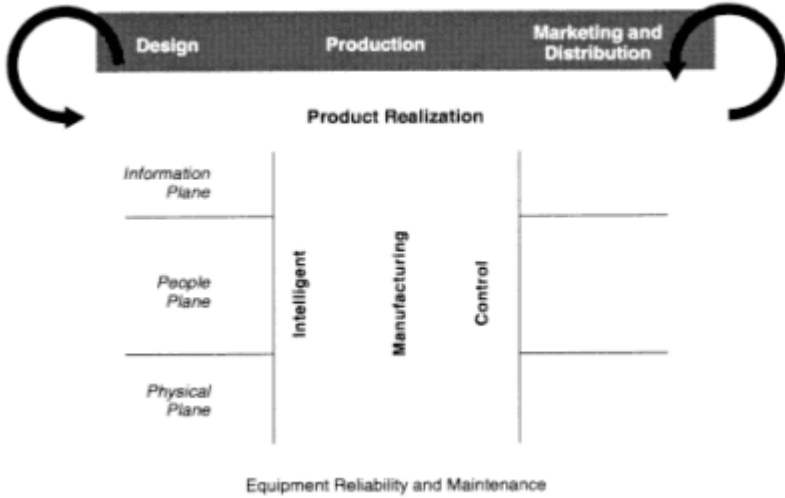 Design
Production
Marketing and
Distribution
Product Realization
Information
Plane
People
Plane
Physical
Plane
Intelligent
Manufacturing
Control
Equipment Reliability and Maintenance